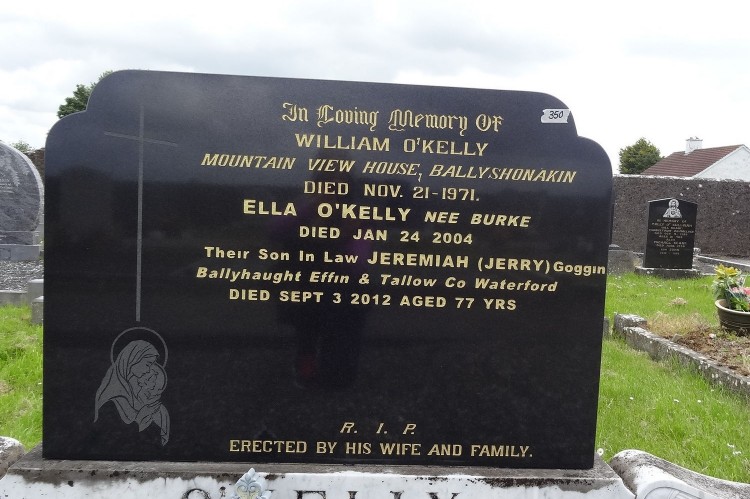 In Loving Memory Of
350
WILLIAM O'KELLY
MOUNTAIN VIEW HOUSE, BALLYSHONAKIN
DIED NOV. 21-1971.
ELLA O'KELLY NEE BURKE
DIED JAN 24 2004
Their Son In Law JEREMIAH (JERRY) Goggin
Ballyhaught Effin & Tallow Co Waterford
DIED SEPT 3 2012 AGED 77 YRS
R. I. P.
ERECTED BY HIS WIFE AND FAMILY.
O'KELLY